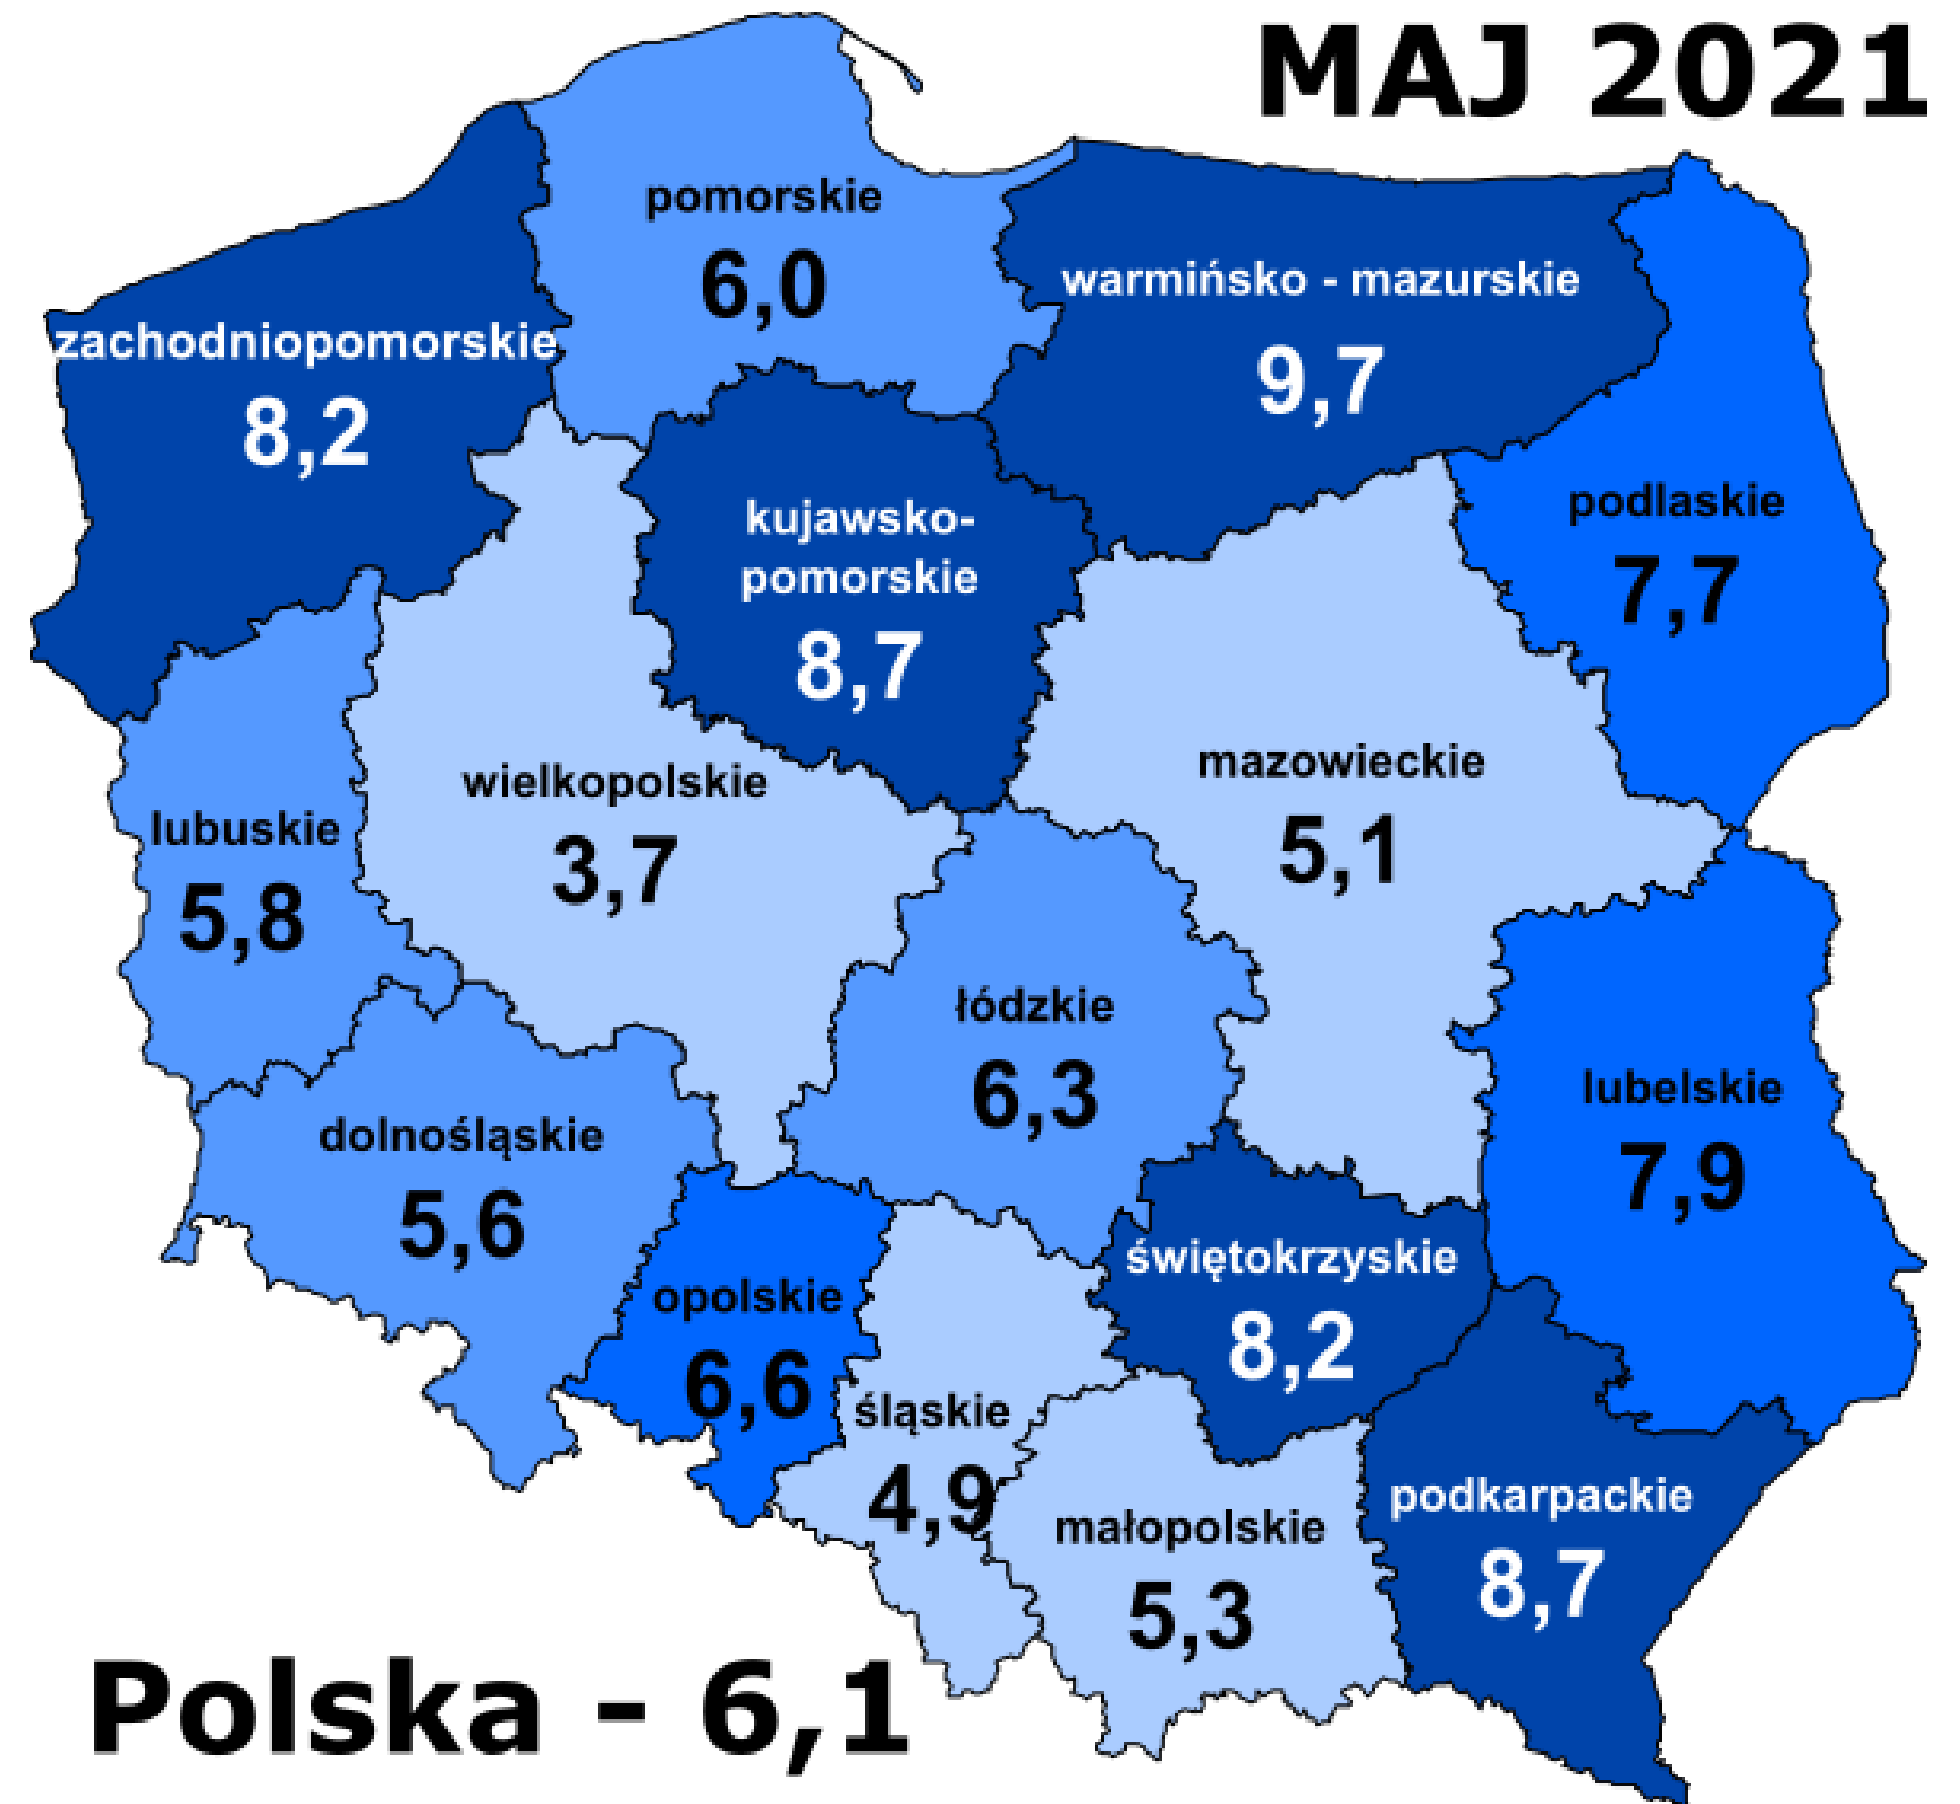 MAJ 2021
pomorskie
6,0
warmińsko - mazurskie
9,7
zachodniopomorskie
8,2
podlaskie
7,7
kujawsko-
pomorskie
8,7
mazowieckie
5,1
wielkopolskie
3,7
lubuskie
5,8
łódzkie
6,3
lubelskie
7,9
dolnośląskie
5,6
świętokrzyskie
8,2
opolskie
6,6
śląskie
4,9
podkarpackie
8,7
małopolskie
5,3
Polska - 6,1